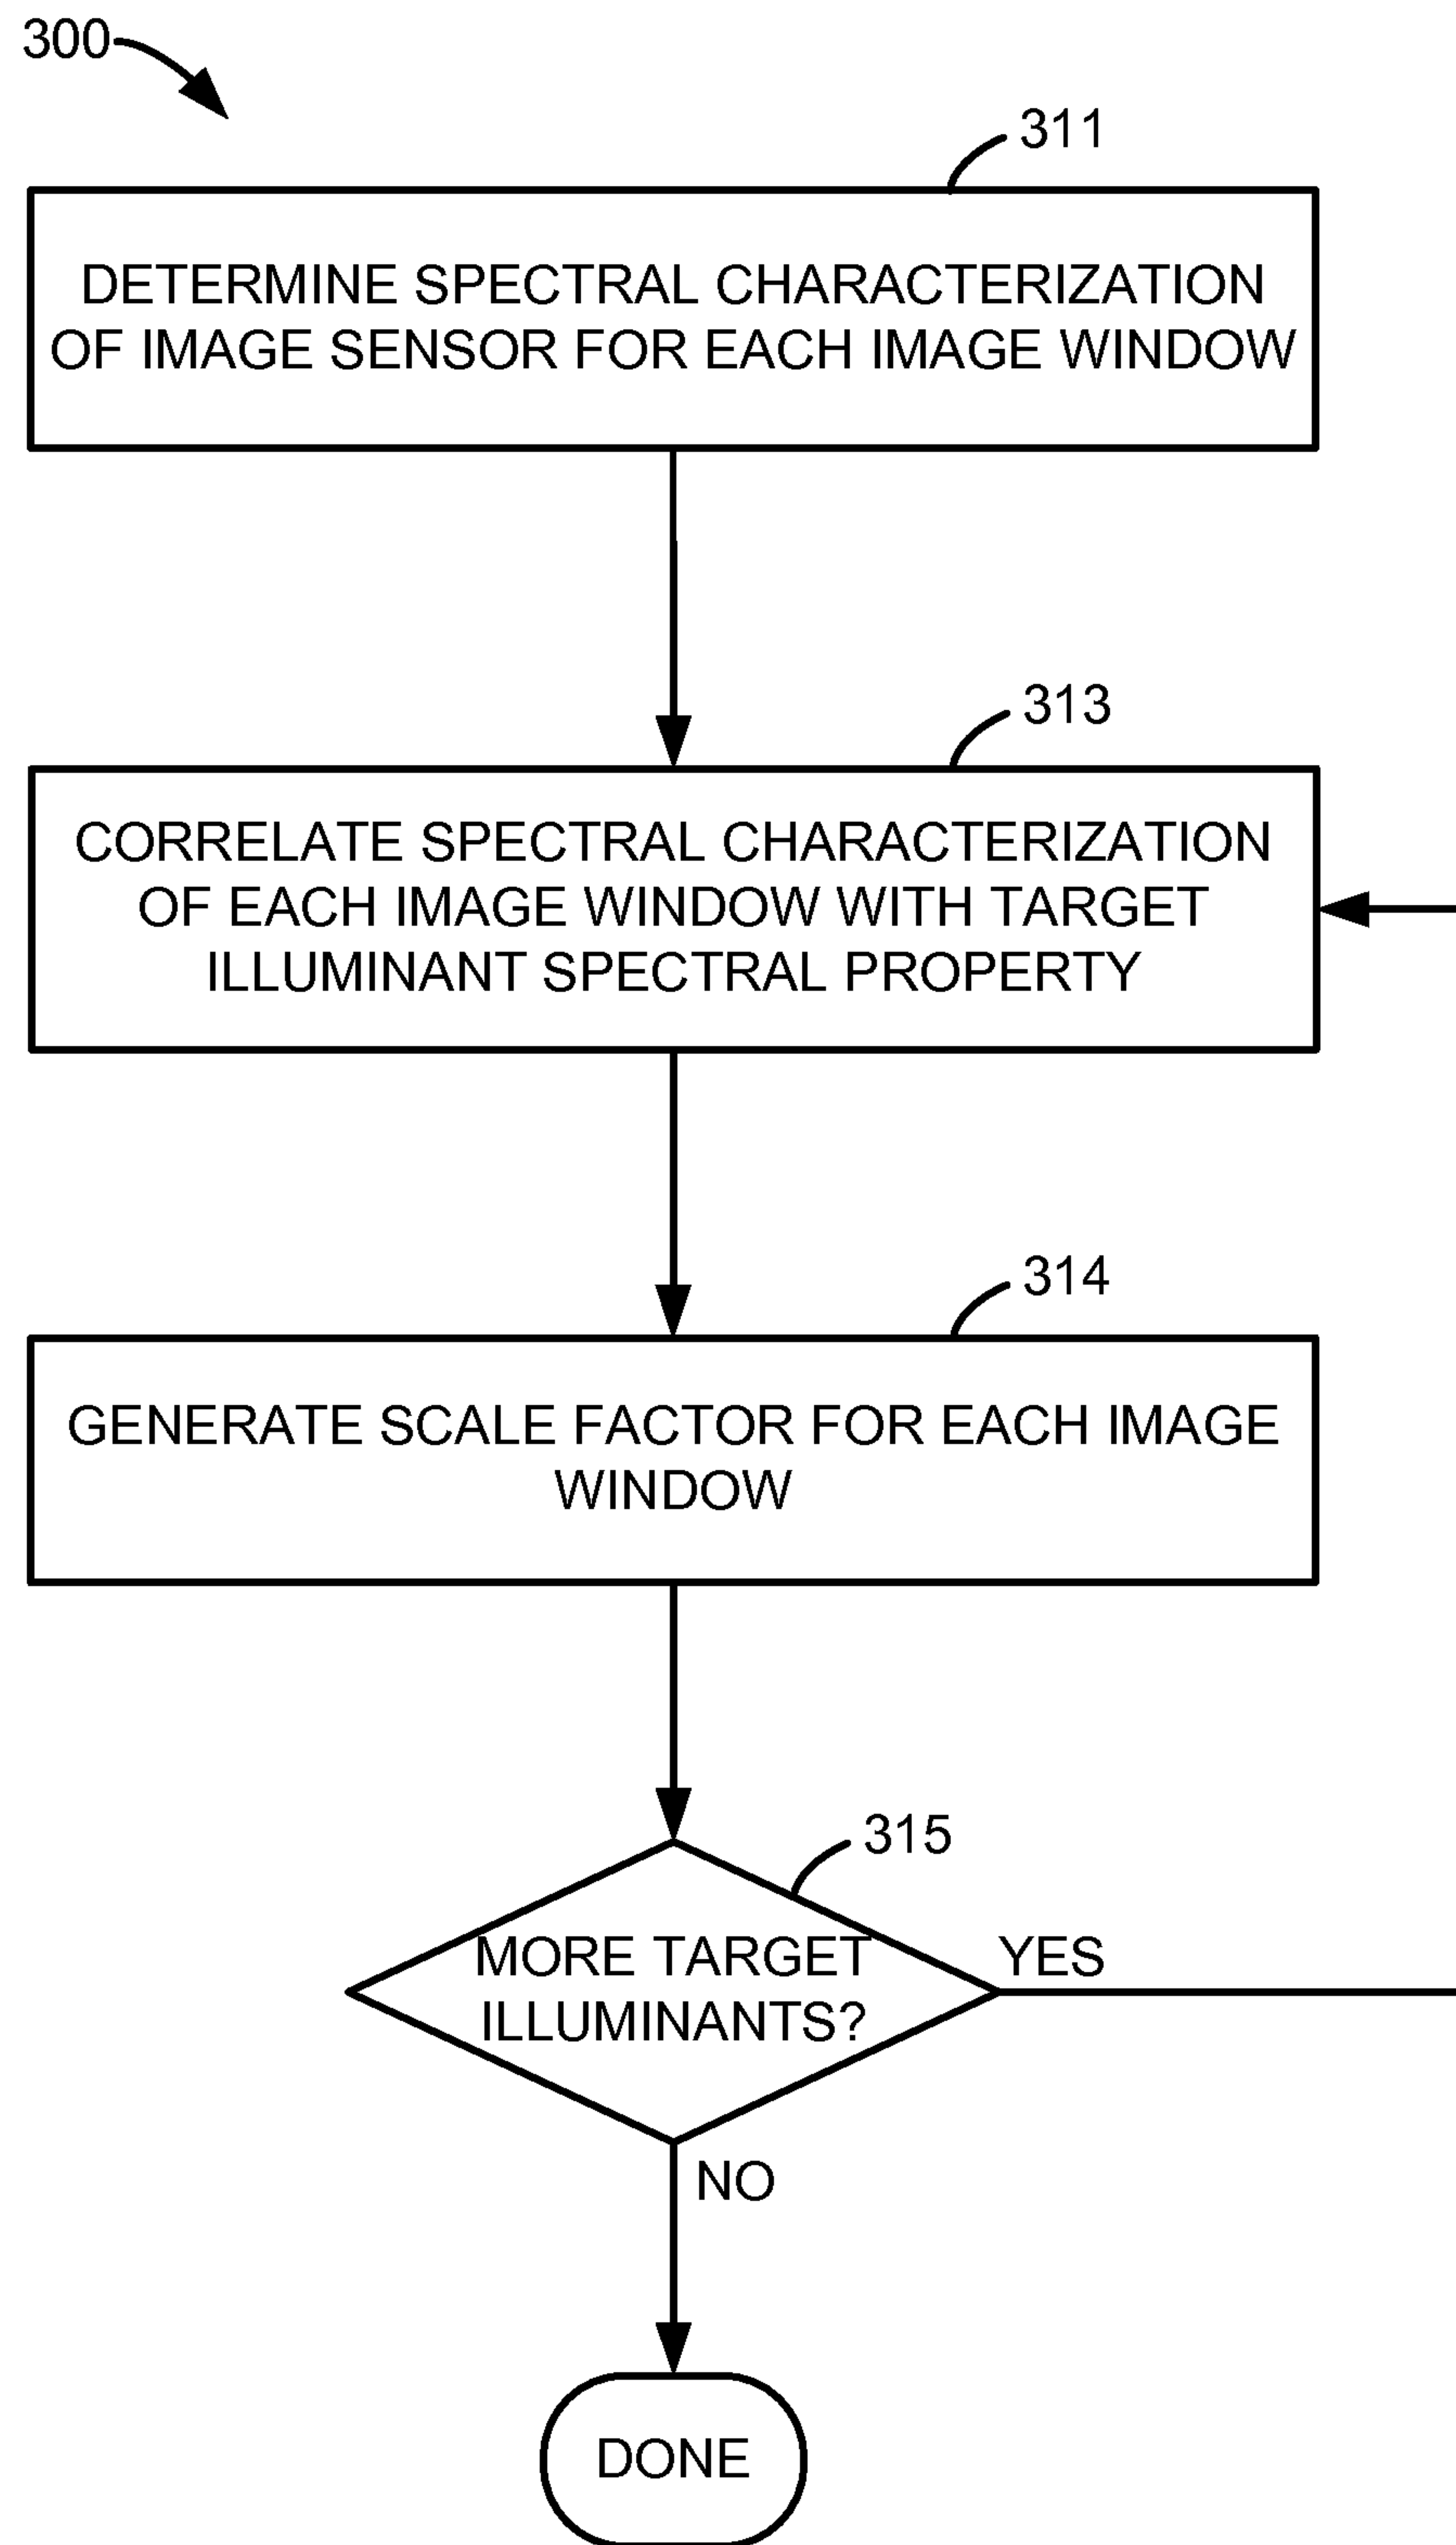 300
311
DETERMINE SPECTRAL CHARACTERIZATION
OF IMAGE SENSOR FOR EACH IMAGE WINDOW
313
CORRELATE SPECTRAL CHARACTERIZATION
OF EACH IMAGE WINDOW WITH TARGET
ILLUMINANT SPECTRAL PROPERTY
314
GENERATE SCALE FACTOR FOR EACH IMAGE
WINDOW
315
MORE TARGET
ILLUMINANTS?
YES
NO
DONE